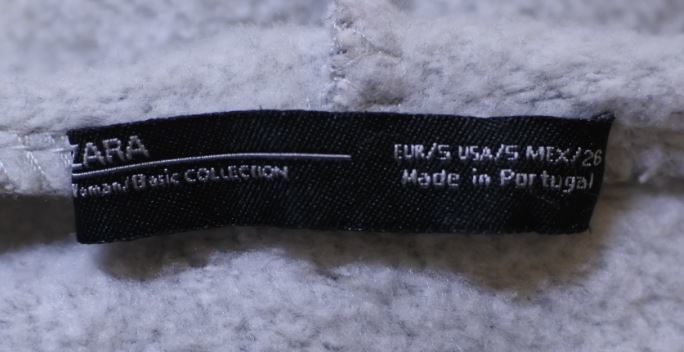 ZARA
Woman/Basic COLLECTION
EUR/S USA/S MEX/26
Made in Portugal